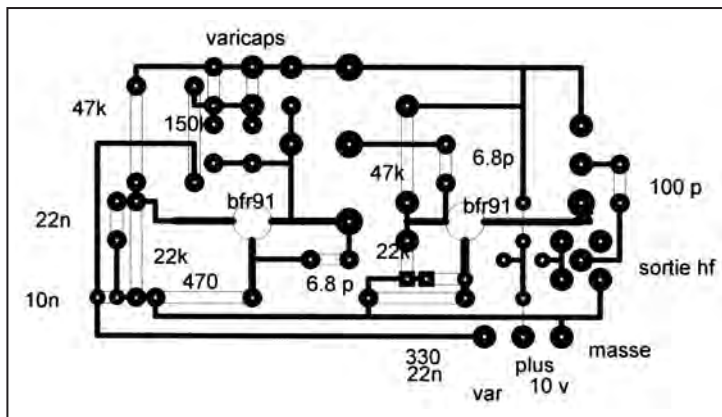 varicaps
47k
150k
6.8p
47k
100 p
bfr91
bfr91
22n
22k
22k
sortie hf
470
6.8 p
10n
masse
330
22n
plus
var
10 v